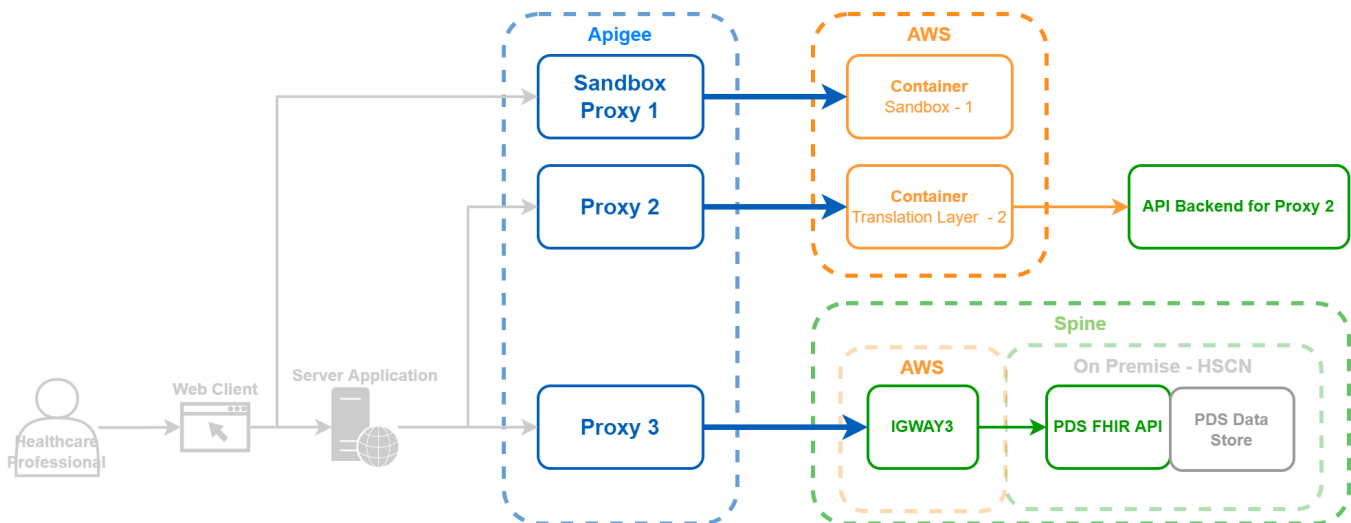 Apigee
AWS
Sandbox
Proxy 1
Container
Sandbox - 1
Proxy 2
Container
Translation Layer - 2
API Backend for Proxy 2
Spine
AWS
On Premise - HSCN
Web Client
Server Application
Healthcare
Professional
Proxy 3
IGWAY3
PDS FHIR API
PDS Data
Store